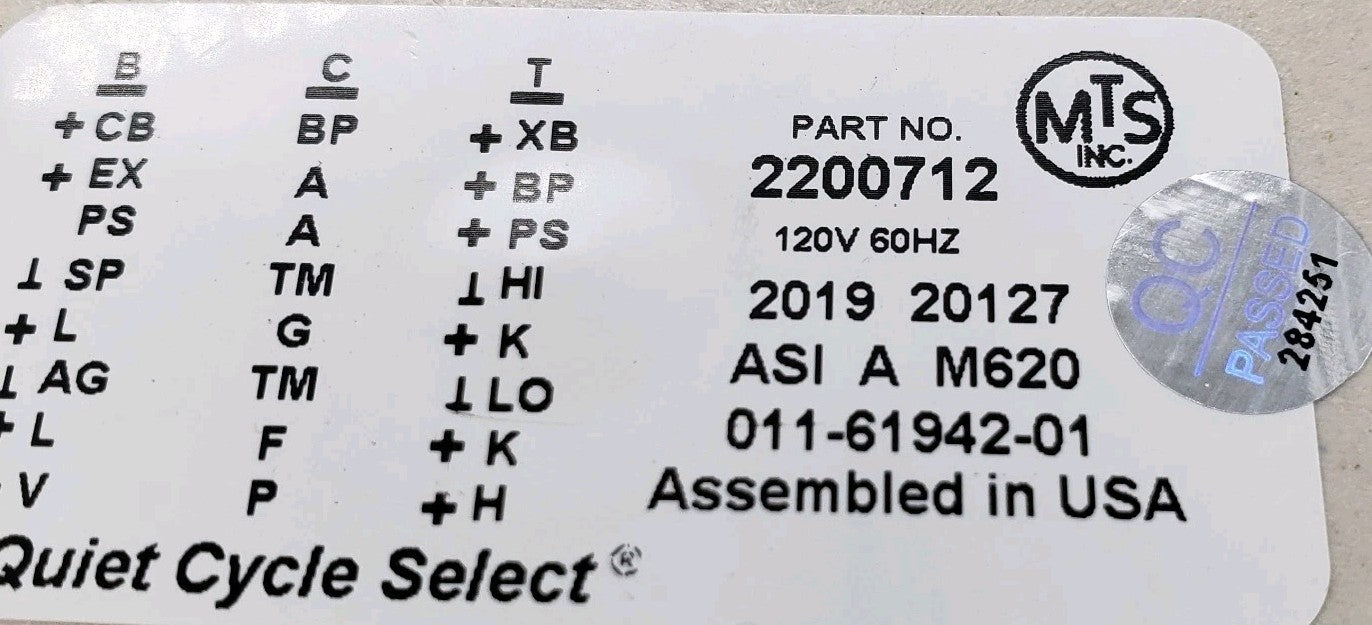 B C T
+ CB BP + XB
+ EX A + BP
PS A + PS
⊥ SP TM ⊥ HI
+ L G + K
⊥ AG TM ⊥ LO
+ L F + K
V P + H
Quiet Cycle Select ®
MTS
INC.
PART NO.
2200712
120V 60HZ
2019 20127
ASI A M620
011-61942-01
Assembled in USA
QC
PASSED
284251